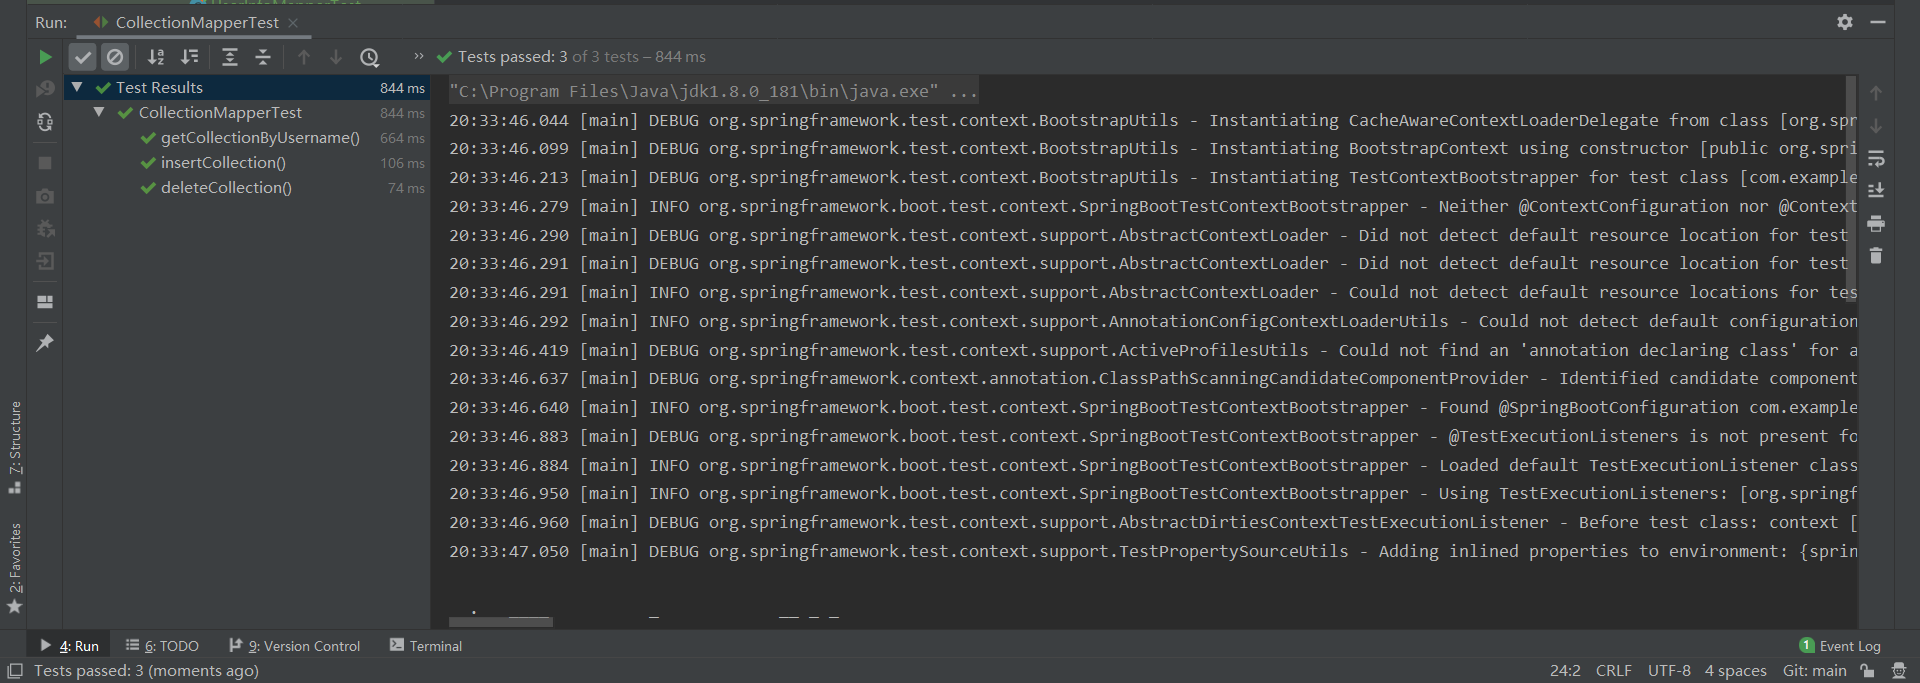 UserInfoMapperTest
Run: CollectionMapperTest
Tests passed: 3 of 3 tests – 844 ms
Test Results 844 ms
CollectionMapperTest 844 ms
getCollectionByUsername() 664 ms
insertCollection() 106 ms
deleteCollection() 74 ms
"C:\Program Files\Java\jdk1.8.0_181\bin\java.exe" ...
20:33:46.044 [main] DEBUG org.springframework.test.context.BootstrapUtils - Instantiating CacheAwareContextLoaderDelegate from class [org.spr
20:33:46.099 [main] DEBUG org.springframework.test.context.BootstrapUtils - Instantiating BootstrapContext using constructor [public org.spri
20:33:46.213 [main] DEBUG org.springframework.test.context.BootstrapUtils - Instantiating TestContextBootstrapper for test class [com.example
20:33:46.279 [main] INFO org.springframework.boot.test.context.SpringBootTestContextBootstrapper - Neither @ContextConfiguration nor @Context
20:33:46.290 [main] DEBUG org.springframework.test.context.support.AbstractContextLoader - Did not detect default resource location for test
20:33:46.291 [main] DEBUG org.springframework.test.context.support.AbstractContextLoader - Did not detect default resource location for test
20:33:46.291 [main] INFO org.springframework.test.context.support.AbstractContextLoader - Could not detect default resource locations for tes
20:33:46.292 [main] INFO org.springframework.test.context.support.AnnotationConfigContextLoaderUtils - Could not detect default configuration
20:33:46.419 [main] DEBUG org.springframework.test.context.support.ActiveProfilesUtils - Could not find an 'annotation declaring class' for a
20:33:46.637 [main] DEBUG org.springframework.context.annotation.ClassPathScanningCandidateComponentProvider - Identified candidate component
20:33:46.640 [main] INFO org.springframework.boot.test.context.SpringBootTestContextBootstrapper - Found @SpringBootConfiguration com.example
20:33:46.883 [main] DEBUG org.springframework.boot.test.context.SpringBootTestContextBootstrapper - @TestExecutionListeners is not present fo
20:33:46.884 [main] INFO org.springframework.boot.test.context.SpringBootTestContextBootstrapper - Loaded default TestExecutionListener class
20:33:46.950 [main] INFO org.springframework.boot.test.context.SpringBootTestContextBootstrapper - Using TestExecutionListeners: [org.springf
20:33:46.960 [main] DEBUG org.springframework.test.context.support.AbstractDirtiesContextTestExecutionListener - Before test class: context [
20:33:47.050 [main] DEBUG org.springframework.test.context.support.TestPropertySourceUtils - Adding inlined properties to environment: {sprin
7: Structure
2: Favorites
4: Run 6: TODO 9: Version Control Terminal 1 Event Log
Tests passed: 3 (moments ago) 24:2 CRLF UTF-8 4 spaces Git: main